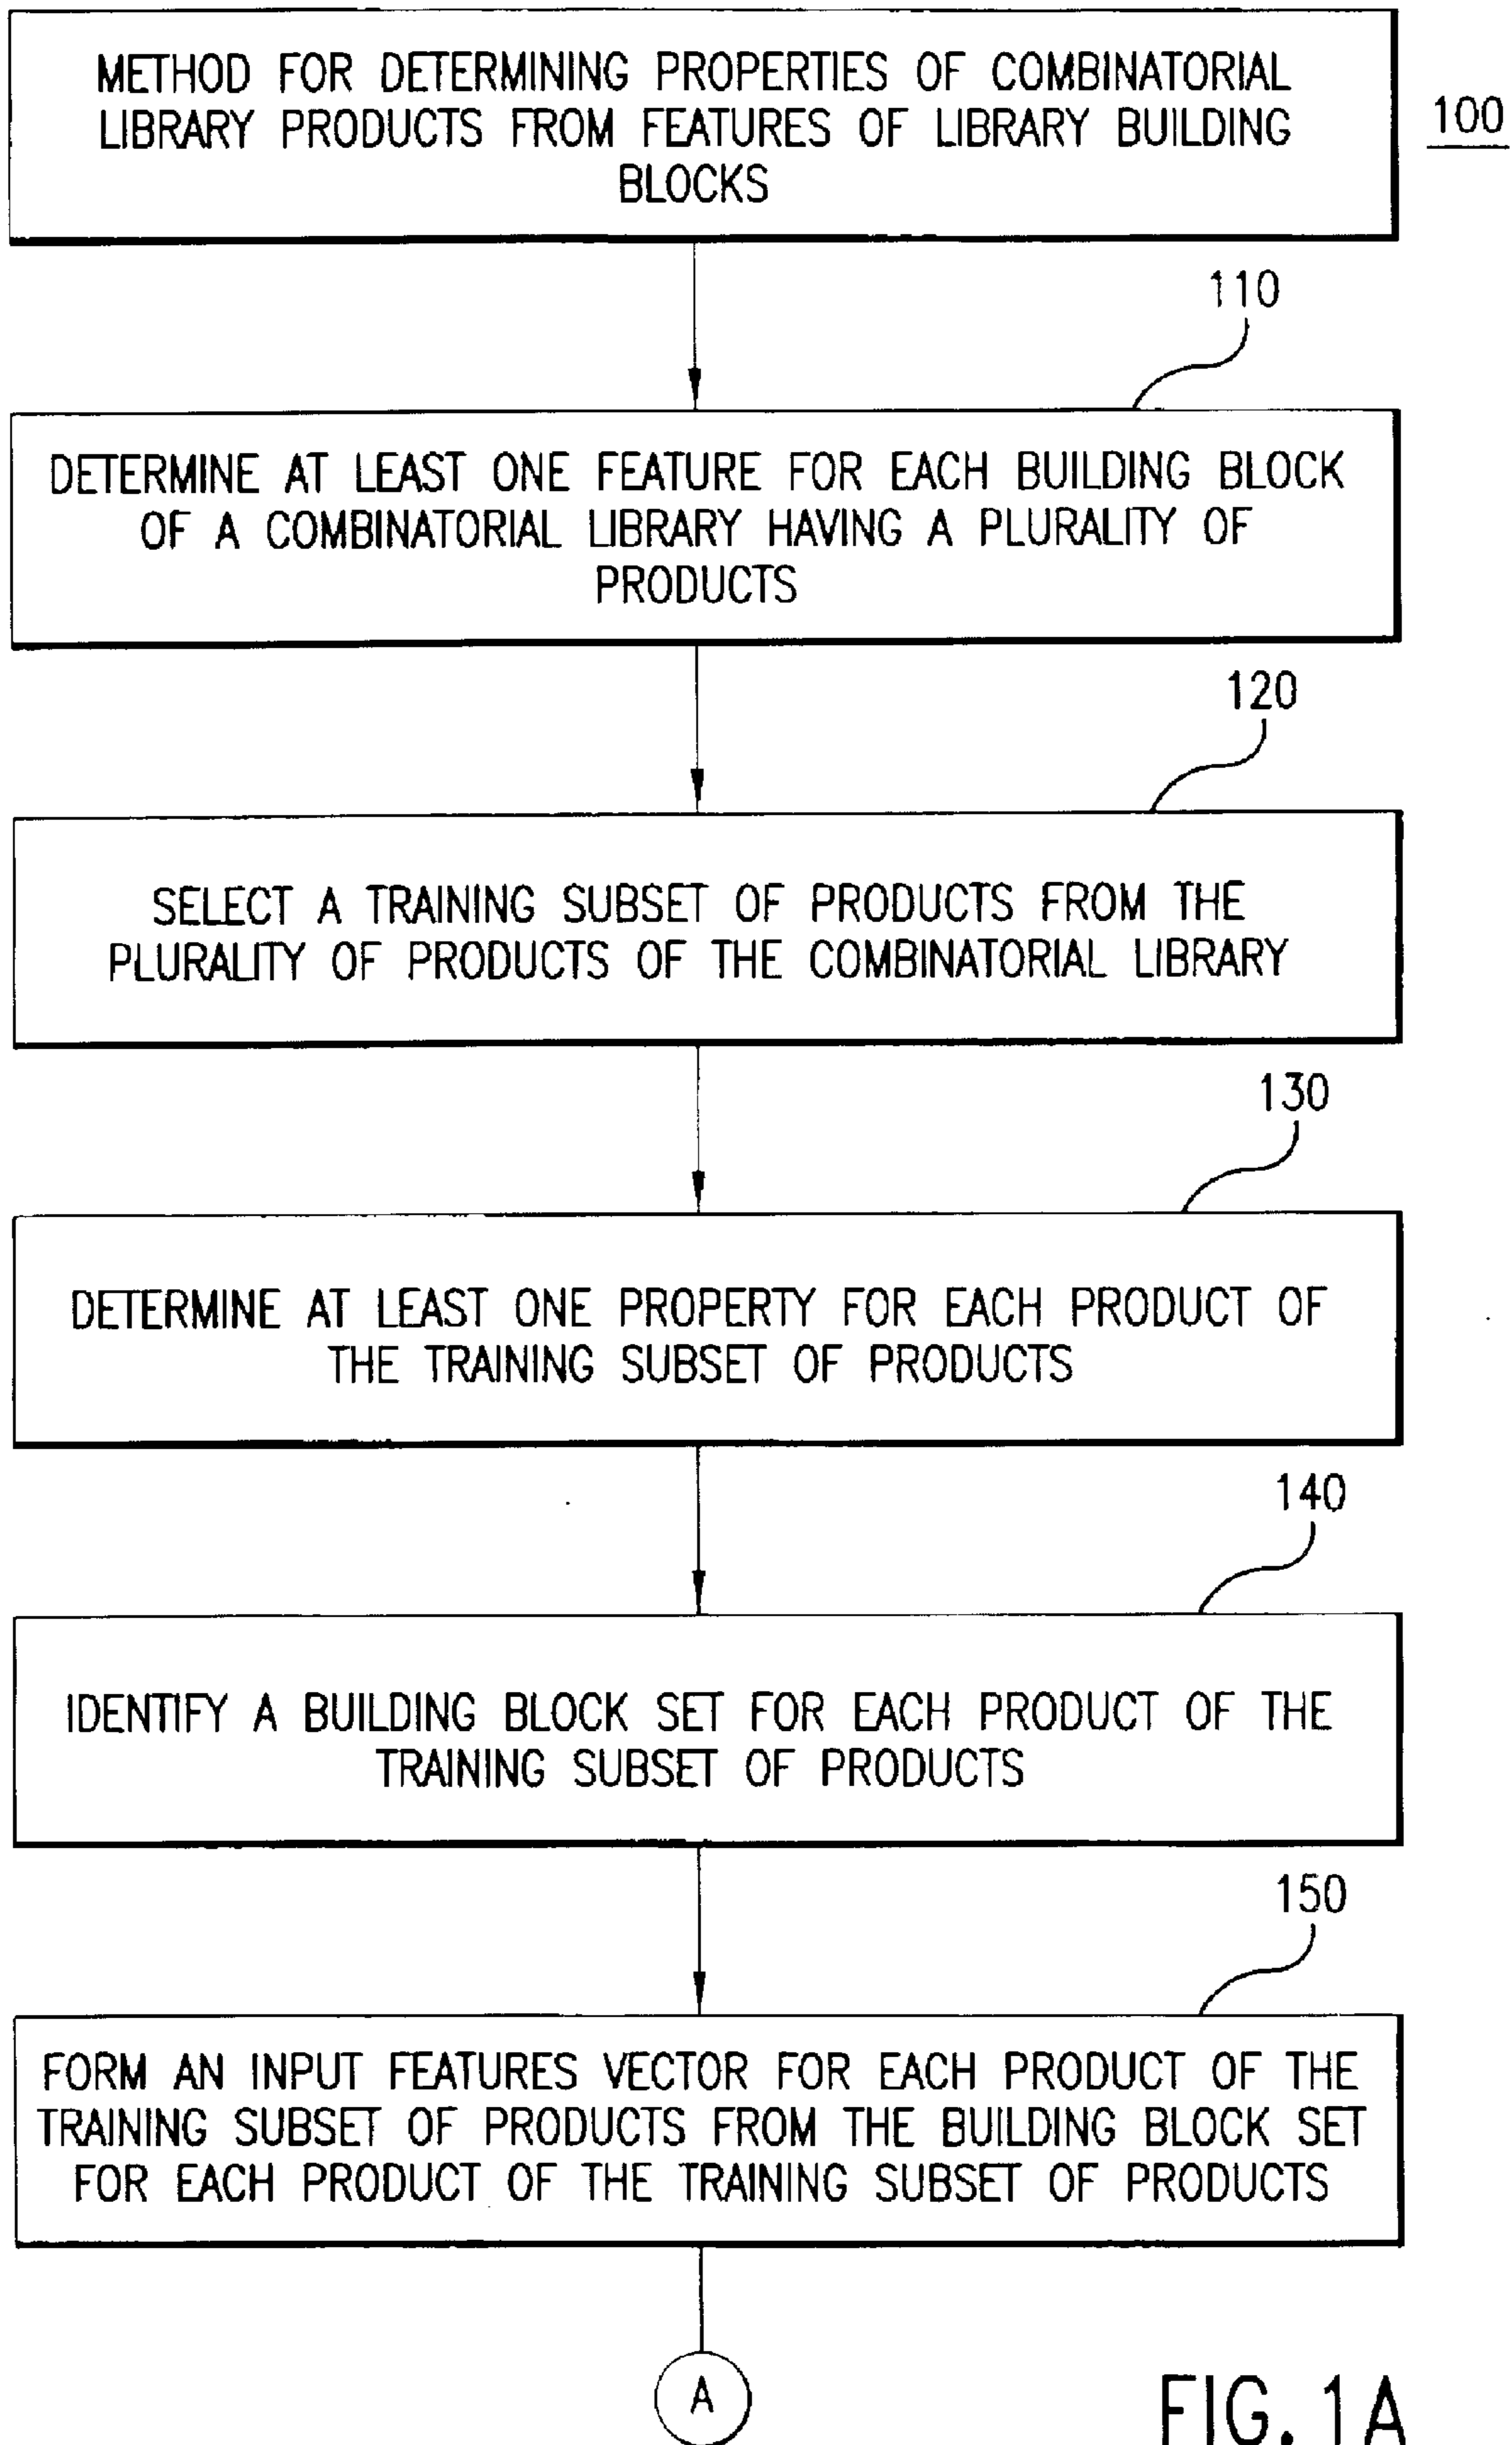 METHOD FOR DETERMINING PROPERTIES OF COMBINATORIAL
LIBRARY PRODUCTS FROM FEATURES OF LIBRARY BUILDING
BLOCKS
100
110
DETERMINE AT LEAST ONE FEATURE FOR EACH BUILDING BLOCK
OF A COMBINATORIAL LIBRARY HAVING A PLURALITY OF
PRODUCTS
120
SELECT A TRAINING SUBSET OF PRODUCTS FROM THE
PLURALITY OF PRODUCTS OF THE COMBINATORIAL LIBRARY
130
DETERMINE AT LEAST ONE PROPERTY FOR EACH PRODUCT OF
THE TRAINING SUBSET OF PRODUCTS
140
IDENTIFY A BUILDING BLOCK SET FOR EACH PRODUCT OF THE
TRAINING SUBSET OF PRODUCTS
150
FORM AN INPUT FEATURES VECTOR FOR EACH PRODUCT OF THE
TRAINING SUBSET OF PRODUCTS FROM THE BUILDING BLOCK SET
FOR EACH PRODUCT OF THE TRAINING SUBSET OF PRODUCTS
A
FIG. 1A